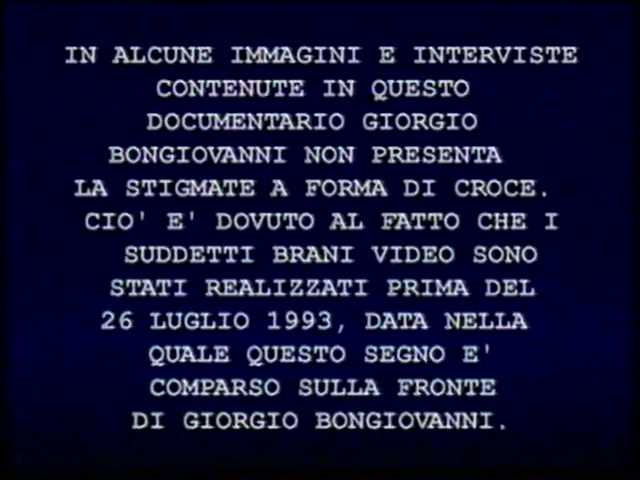 IN ALCUNE IMMAGINI E INTERVISTE
CONTENUTE IN QUESTO
DOCUMENTARIO GIORGIO
BONGIOVANNI NON PRESENTA
LA STIGMATE A FORMA DI CROCE.
CIO' E' DOVUTO AL FATTO CHE I
SUDDETTI BRANI VIDEO SONO
STATI REALIZZATI PRIMA DEL
26 LUGLIO 1993, DATA NELLA
QUALE QUESTO SEGNO E'
COMPARSO SULLA FRONTE
DI GIORGIO BONGIOVANNI.